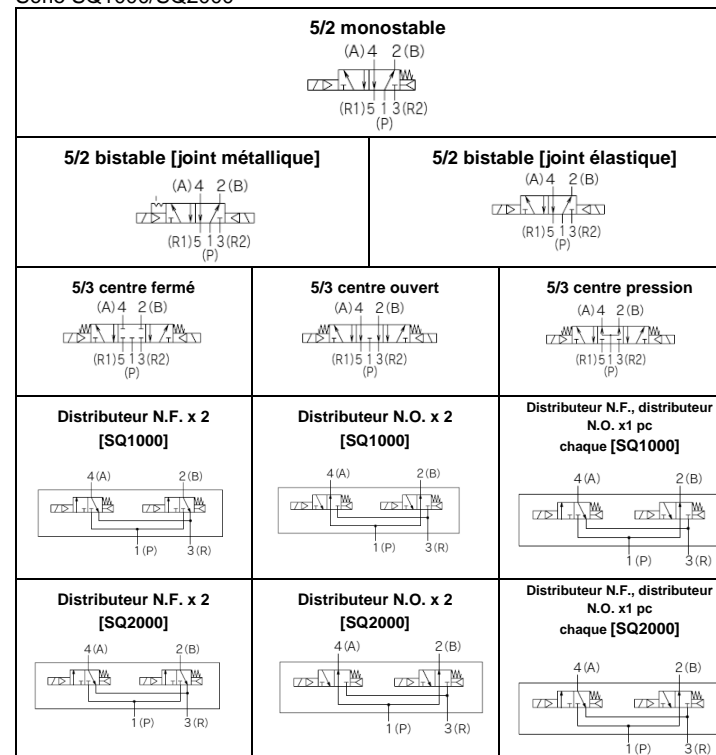 Série SQ1000/SQ2000
5/2 monostable
(A) 4 2 (B)
(R1) 5 1 3 (R2)
(P)
5/2 bistable [joint métallique]
(A) 4 2 (B)
(R1) 5 1 3 (R2)
(P)
5/2 bistable [joint élastique]
(A) 4 2 (B)
(R1) 5 1 3 (R2)
(P)
5/3 centre fermé
(A) 4 2 (B)
(R1) 5 1 3 (R2)
(P)
5/3 centre ouvert
(A) 4 2 (B)
(R1) 5 1 3 (R2)
(P)
5/3 centre pression
(A) 4 2 (B)
(R1) 5 1 3 (R2)
(P)
Distributeur N.F. x 2
[SQ1000]
4 (A) 2 (B)
1 (P) 3 (R)
Distributeur N.O. x 2
[SQ1000]
4 (A) 2 (B)
1 (P) 3 (R)
Distributeur N.F., distributeur
N.O. x1 pc
chaque [SQ1000]
4 (A) 2 (B)
1 (P) 3 (R)
Distributeur N.F. x 2
[SQ2000]
4 (A) 2 (B)
1 (P) 3 (R)
Distributeur N.O. x 2
[SQ2000]
4 (A) 2 (B)
1 (P) 3 (R)
Distributeur N.F., distributeur
N.O. x1 pc
chaque [SQ2000]
4 (A) 2 (B)
1 (P) 3 (R)